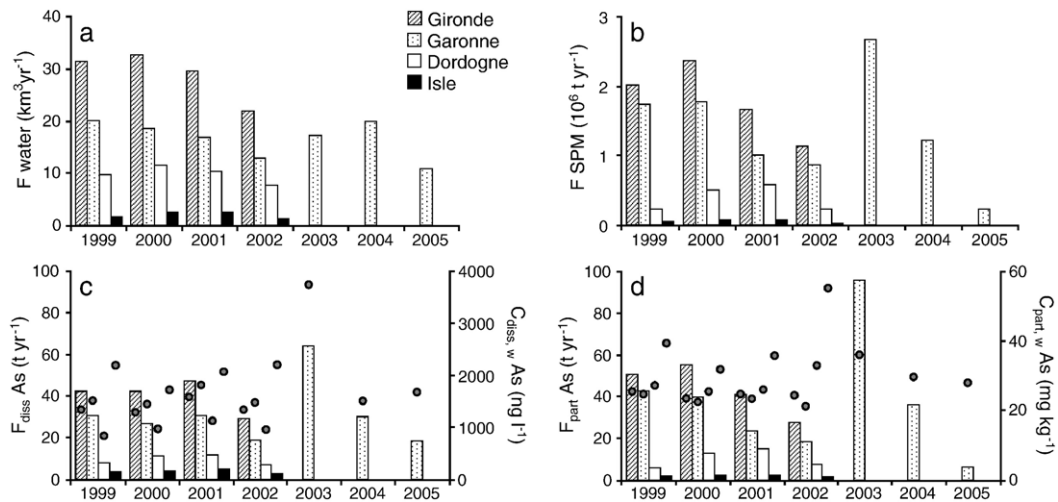 a
F water (km³yr⁻¹)
40
30
20
10
0
1999 2000 2001 2002 2003 2004 2005
Gironde
Garonne
Dordogne
Isle
b
F SPM (10⁶ t yr⁻¹)
3
2
1
0
1999 2000 2001 2002 2003 2004 2005
c
F_diss As (t yr⁻¹)
100
80
60
40
20
0
1999 2000 2001 2002 2003 2004 2005
4000
3000
2000
1000
0
C_diss, w As (ng l⁻¹)
d
F_part As (t yr⁻¹)
100
80
60
40
20
0
1999 2000 2001 2002 2003 2004 2005
60
40
20
0
C_part, w As (mg kg⁻¹)